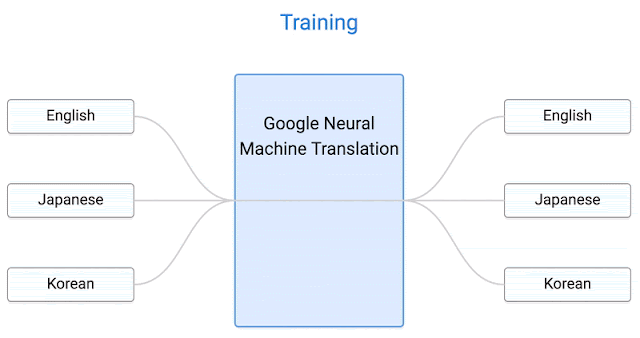 Training
English
Japanese
Korean
Google Neural
Machine Translation
English
Japanese
Korean